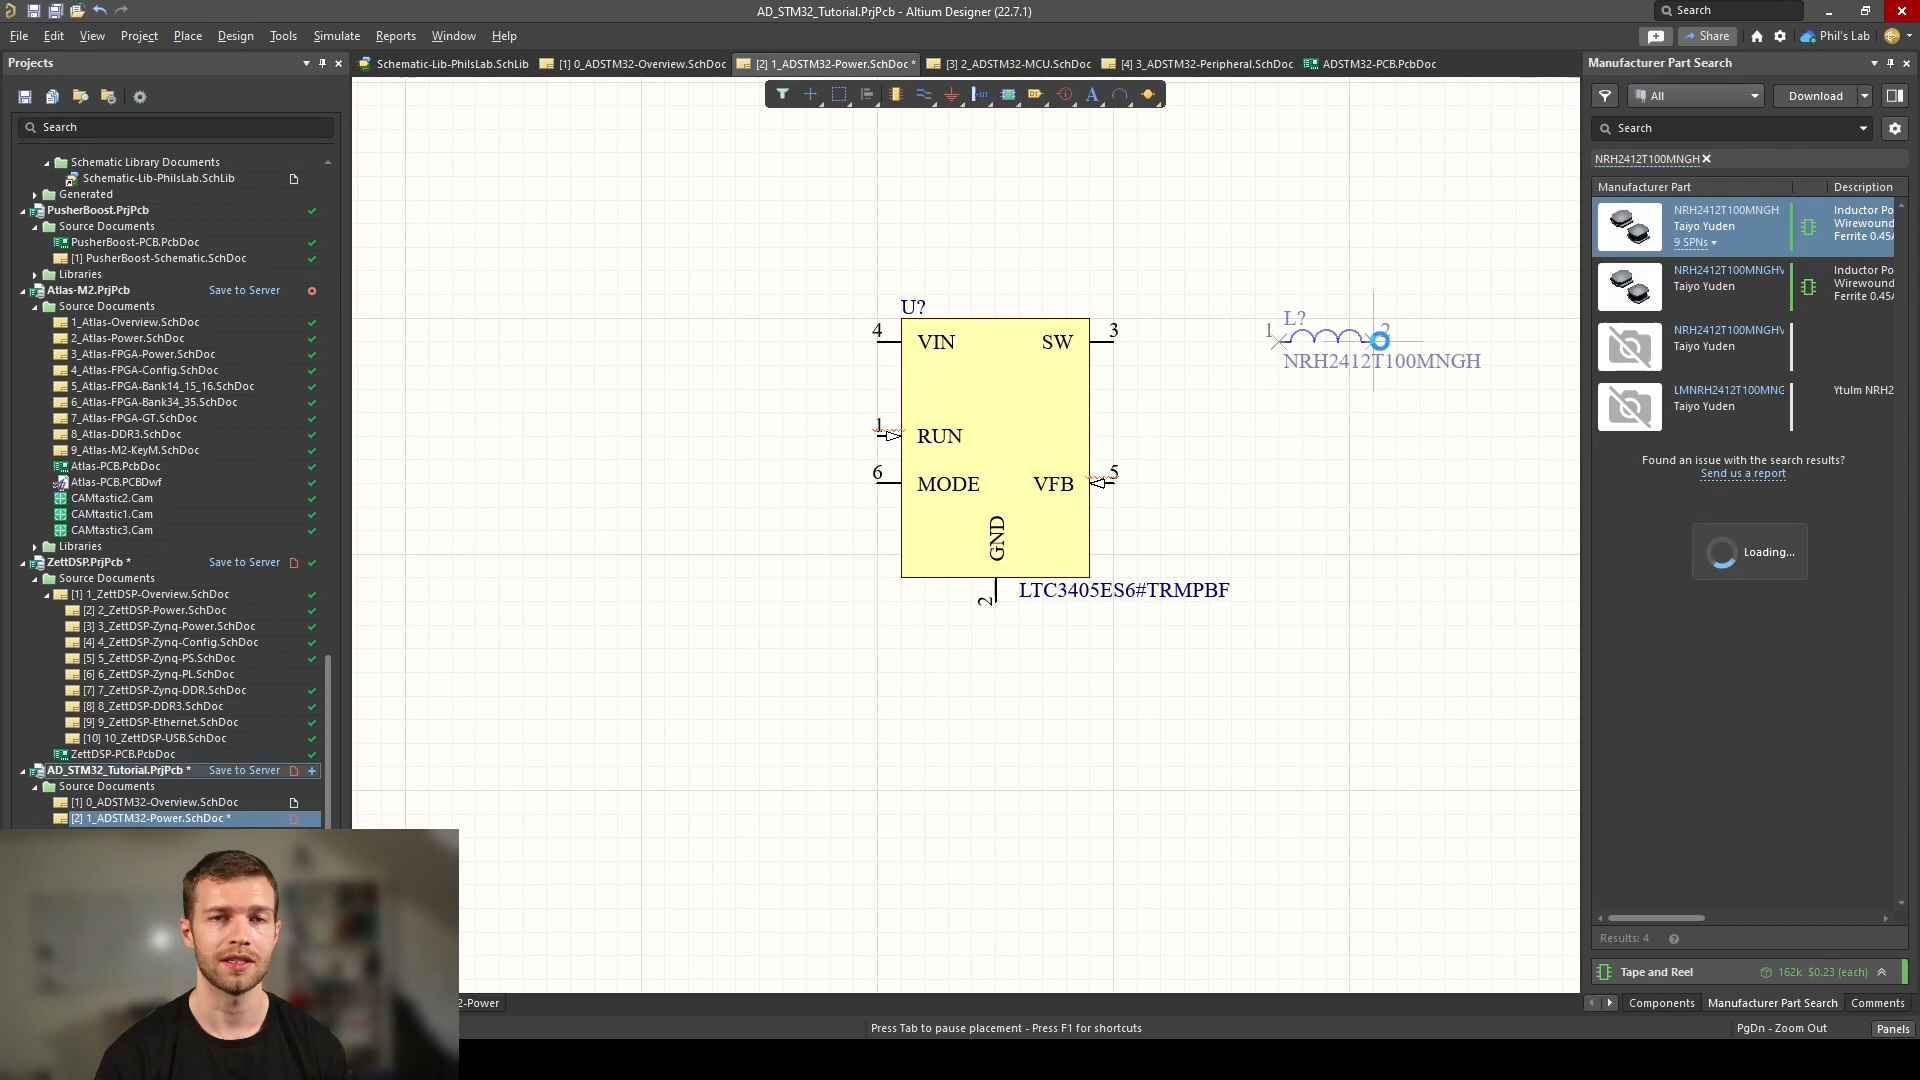 AD_STM32_Tutorial.PrjPcb - Altium Designer (22.7.1)
Search
File Edit View Project Place Design Tools Simulate Reports Window Help
Share
Phil's Lab
Projects
Schematic-Lib-PhilsLab.SchLib
[1] 0_ADSTM32-Overview.SchDoc
[2] 1_ADSTM32-Power.SchDoc *
[3] 2_ADSTM32-MCU.SchDoc
[4] 3_ADSTM32-Peripheral.SchDoc
ADSTM32-PCB.PcbDoc
Search
Schematic Library Documents
Schematic-Lib-PhilsLab.SchLib
Generated
PusherBoost.PrjPcb
Source Documents
PusherBoost-PCB.PcbDoc
[1] PusherBoost-Schematic.SchDoc
Libraries
Atlas-M2.PrjPcb Save to Server
Source Documents
1_Atlas-Overview.SchDoc
2_Atlas-Power.SchDoc
3_Atlas-FPGA-Power.SchDoc
4_Atlas-FPGA-Config.SchDoc
5_Atlas-FPGA-Bank14_15_16.SchDoc
6_Atlas-FPGA-Bank34_35.SchDoc
7_Atlas-FPGA-GT.SchDoc
8_Atlas-DDR3.SchDoc
9_Atlas-M2-KeyM.SchDoc
Atlas-PCB.PcbDoc
Atlas-PCB.PCBDwf
CAMtastic2.Cam
CAMtastic1.Cam
CAMtastic3.Cam
Libraries
ZettDSP.PrjPcb * Save to Server
Source Documents
[1] 1_ZettDSP-Overview.SchDoc
[2] 2_ZettDSP-Power.SchDoc
[3] 3_ZettDSP-Zynq-Power.SchDoc
[4] 4_ZettDSP-Zynq-Config.SchDoc
[5] 5_ZettDSP-Zynq-PS.SchDoc
[6] 6_ZettDSP-Zynq-PL.SchDoc
[7] 7_ZettDSP-Zynq-DDR.SchDoc
[8] 8_ZettDSP-DDR3.SchDoc
[9] 9_ZettDSP-Ethernet.SchDoc
[10] 10_ZettDSP-USB.SchDoc
ZettDSP-PCB.PcbDoc
AD_STM32_Tutorial.PrjPcb * Save to Server
Source Documents
[1] 0_ADSTM32-Overview.SchDoc
[2] 1_ADSTM32-Power.SchDoc *
U?
4 VIN SW 3
1 RUN
6 MODE VFB 5
GND
2
LTC3405ES6#TRMPBF
L?
1 2
NRH2412T100MNGH
Manufacturer Part Search
All
Download
Search
NRH2412T100MNGH
Manufacturer Part Description
NRH2412T100MNGH
Taiyo Yuden
9 SPNs
Inductor Po
Wirewound
Ferrite 0.45A
NRH2412T100MNGHV
Taiyo Yuden
Inductor Po
Wirewound
Ferrite 0.45A
NRH2412T100MNGHV
Taiyo Yuden
LMNRH2412T100MNG
Taiyo Yuden
Ytulm NRH2
Found an issue with the search results?
Send us a report
Loading...
Results: 4
Tape and Reel 162k $0.23 (each)
Components Manufacturer Part Search Comments
2-Power
Press Tab to pause placement - Press F1 for shortcuts
PgDn - Zoom Out
Panels